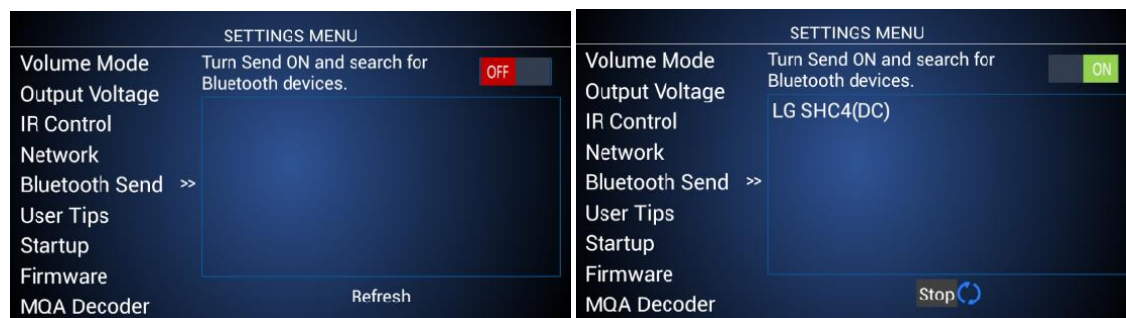 SETTINGS MENU
Volume Mode
Output Voltage
IR Control
Network
Bluetooth Send >>
User Tips
Startup
Firmware
MQA Decoder
Turn Send ON and search for
Bluetooth devices.
OFF
Refresh
SETTINGS MENU
Volume Mode
Output Voltage
IR Control
Network
Bluetooth Send >>
User Tips
Startup
Firmware
MQA Decoder
Turn Send ON and search for
Bluetooth devices.
ON
LG SHC4(DC)
Stop